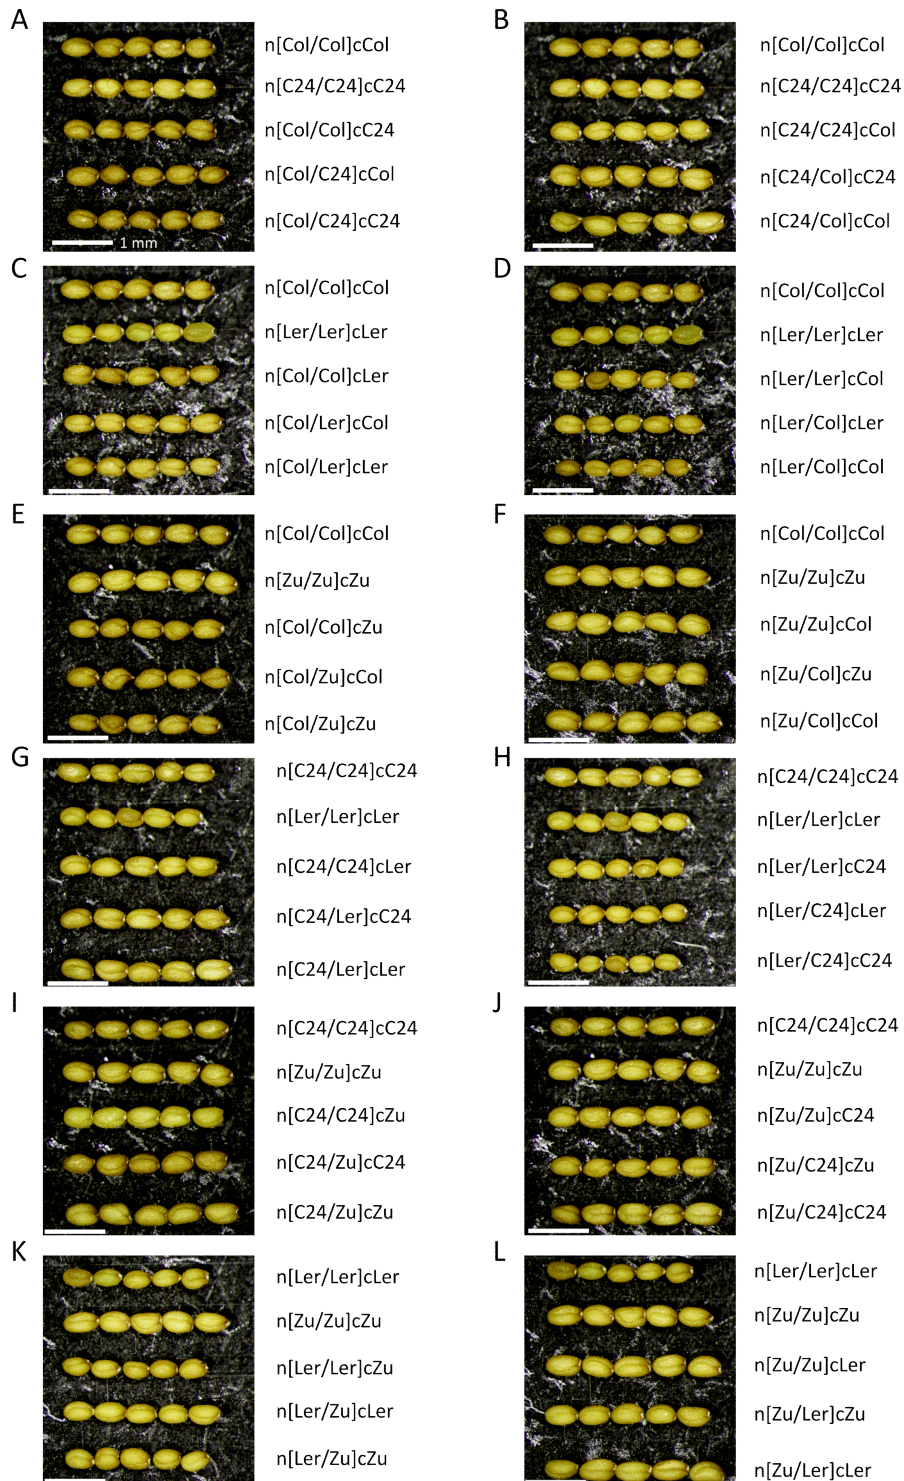 A
n[Col/Col]cCol
n[C24/C24]cC24
n[Col/Col]cC24
n[Col/C24]cCol
n[Col/C24]cC24
1 mm
B
n[Col/Col]cCol
n[C24/C24]cC24
n[C24/C24]cCol
n[C24/Col]cC24
n[C24/Col]cCol
C
n[Col/Col]cCol
n[Ler/Ler]cLer
n[Col/Col]cLer
n[Col/Ler]cCol
n[Col/Ler]cLer
D
n[Col/Col]cCol
n[Ler/Ler]cLer
n[Ler/Ler]cCol
n[Ler/Col]cLer
n[Ler/Col]cCol
E
n[Col/Col]cCol
n[Zu/Zu]cZu
n[Col/Col]cZu
n[Col/Zu]cCol
n[Col/Zu]cZu
F
n[Col/Col]cCol
n[Zu/Zu]cZu
n[Zu/Zu]cCol
n[Zu/Col]cZu
n[Zu/Col]cCol
G
n[C24/C24]cC24
n[Ler/Ler]cLer
n[C24/C24]cLer
n[C24/Ler]cC24
n[C24/Ler]cLer
H
n[C24/C24]cC24
n[Ler/Ler]cLer
n[Ler/Ler]cC24
n[Ler/C24]cLer
n[Ler/C24]cC24
I
n[C24/C24]cC24
n[Zu/Zu]cZu
n[C24/C24]cZu
n[C24/Zu]cC24
n[C24/Zu]cZu
J
n[C24/C24]cC24
n[Zu/Zu]cZu
n[Zu/Zu]cC24
n[Zu/C24]cZu
n[Zu/C24]cC24
K
n[Ler/Ler]cLer
n[Zu/Zu]cZu
n[Ler/Ler]cZu
n[Ler/Zu]cLer
n[Ler/Zu]cZu
L
n[Ler/Ler]cLer
n[Zu/Zu]cZu
n[Zu/Zu]cLer
n[Zu/Ler]cZu
n[Zu/Ler]cLer